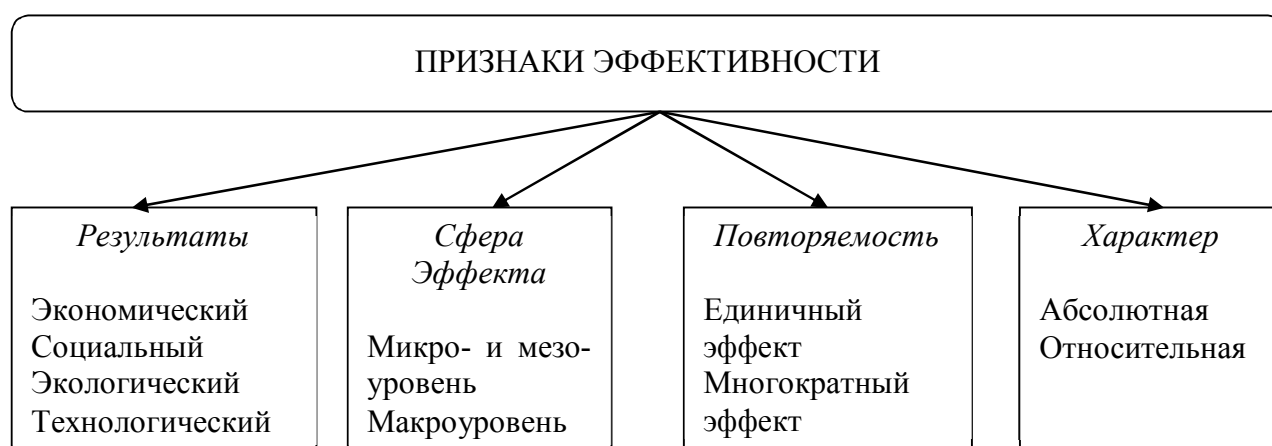 ПРИЗНАКИ ЭФФЕКТИВНОСТИ
Результаты
Экономический
Социальный
Экологический
Технологический
Сфера
Эффекта
Микро- и мезо-
уровень
Макроуровень
Повторяемость
Единичный
эффект
Многократный
эффект
Характер
Абсолютная
Относительная